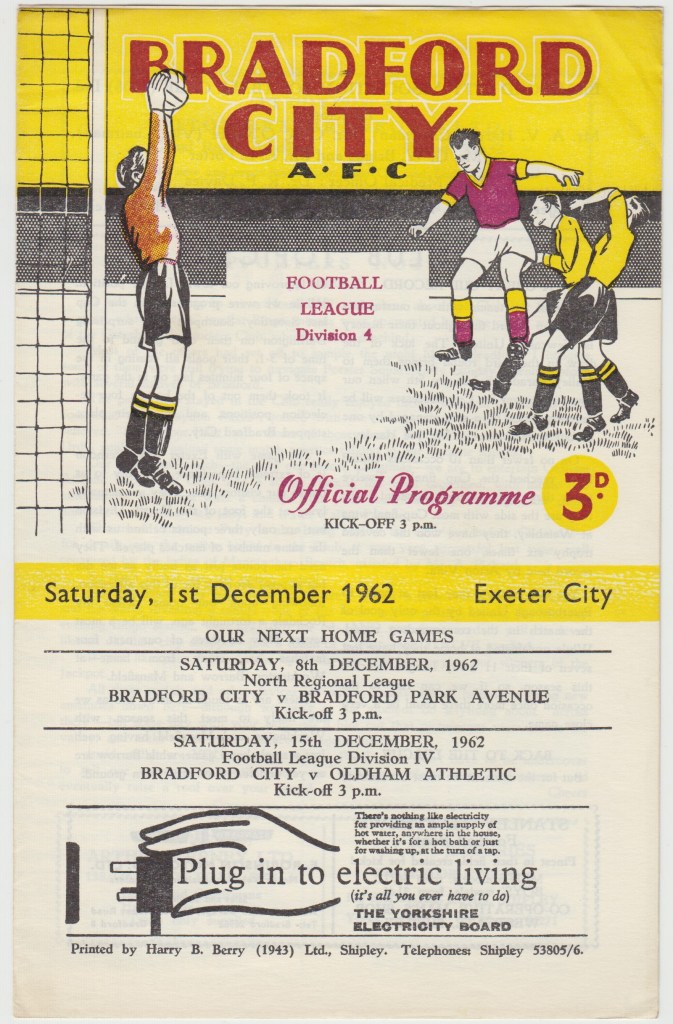 BRADFORD
CITY
A·F·C
FOOTBALL
LEAGUE
Division 4
Official Programme
3D.
KICK-OFF 3 p.m.
Saturday, 1st December 1962 Exeter City
OUR NEXT HOME GAMES
SATURDAY, 8th DECEMBER, 1962
North Regional League
BRADFORD CITY v BRADFORD PARK AVENUE
Kick-off 3 p.m.
SATURDAY, 15th DECEMBER, 1962
Football League Division IV
BRADFORD CITY v OLDHAM ATHLETIC
Kick-off 3 p.m.
There's nothing like electricity
for providing an ample supply of
hot water, anywhere in the house,
whether it's for a hot bath or just
for washing up, at the turn of a tap.
Plug in to electric living
(it's all you ever have to do)
THE YORKSHIRE
ELECTRICITY BOARD
Printed by Harry B. Berry (1943) Ltd., Shipley. Telephones: Shipley 53805/6.